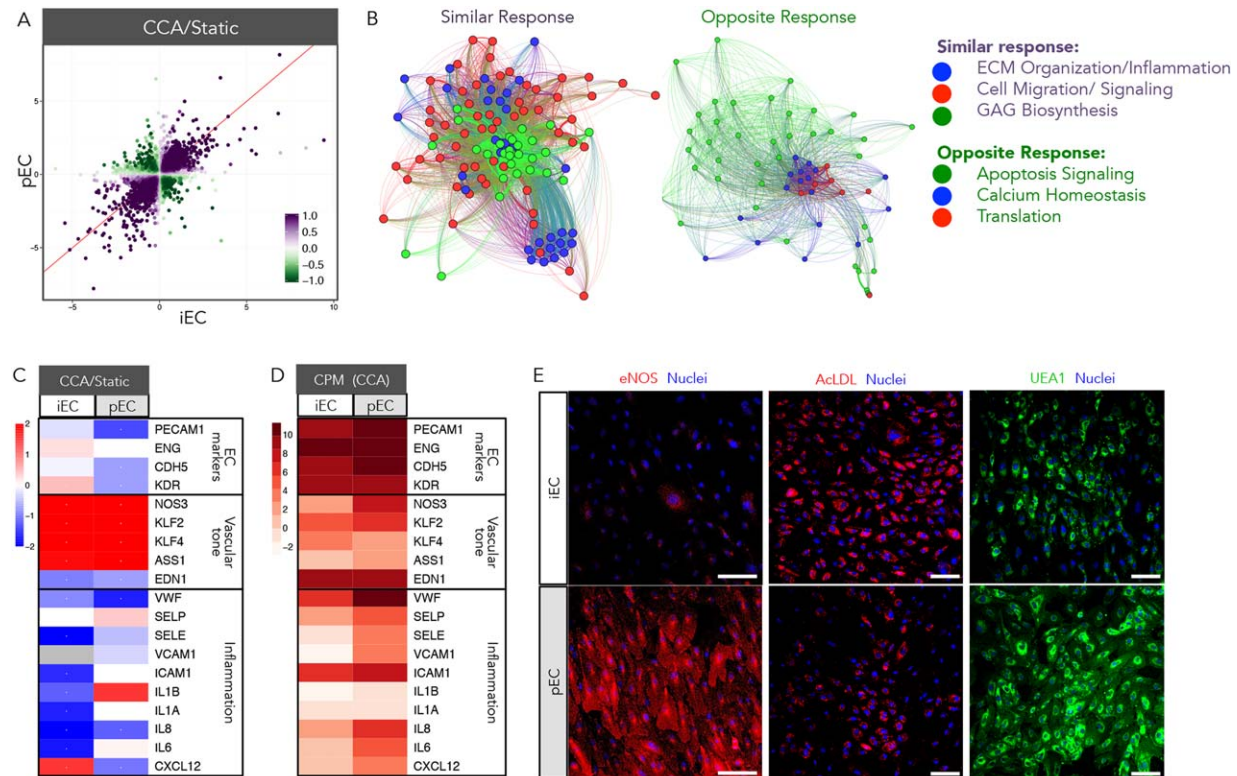 A
CCA/Static
pEC
5
0
-5
-5
0
5
10
iEC
1.0
0.5
0.0
-0.5
-1.0
B
Similar Response
Opposite Response
Similar response:
ECM Organization/Inflammation
Cell Migration/ Signaling
GAG Biosynthesis
Opposite Response:
Apoptosis Signaling
Calcium Homeostasis
Translation
C
CCA/Static
iEC pEC
2
1
0
-1
-2
PECAM1
ENG
CDH5
KDR
NOS3
KLF2
KLF4
ASS1
EDN1
VWF
SELP
SELE
VCAM1
ICAM1
IL1B
IL1A
IL8
IL6
CXCL12
EC
markers
Vascular
tone
Inflammation
D
CPM (CCA)
iEC pEC
10
8
6
4
2
0
-2
PECAM1
ENG
CDH5
KDR
NOS3
KLF2
KLF4
ASS1
EDN1
VWF
SELP
SELE
VCAM1
ICAM1
IL1B
IL1A
IL8
IL6
CXCL12
EC
markers
Vascular
tone
Inflammation
E
eNOS Nuclei
AcLDL Nuclei
UEA1 Nuclei
iEC
pEC